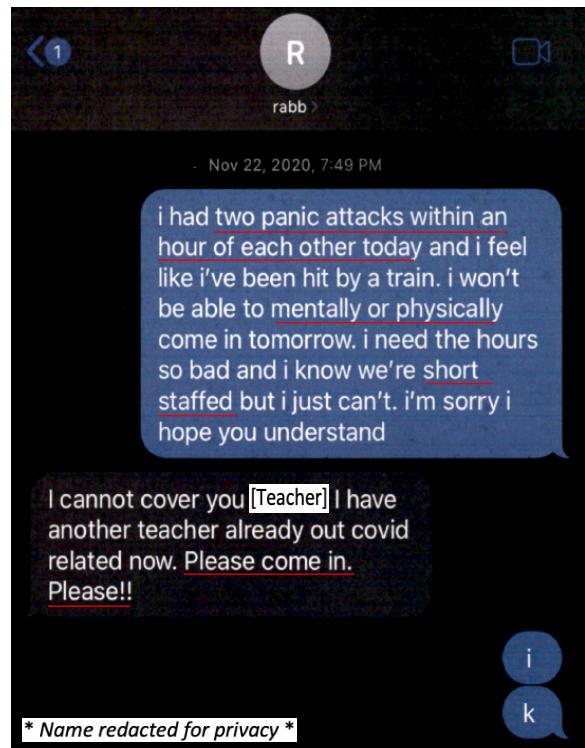 1
R
rabb >
Nov 22, 2020, 7:49 PM
i had two panic attacks within an
hour of each other today and i feel
like i've been hit by a train. i won't
be able to mentally or physically
come in tomorrow. i need the hours
so bad and i know we're short
staffed but i just can't. i'm sorry i
hope you understand
I cannot cover you [Teacher] I have
another teacher already out covid
related now. Please come in.
Please!!
i
k
* Name redacted for privacy *